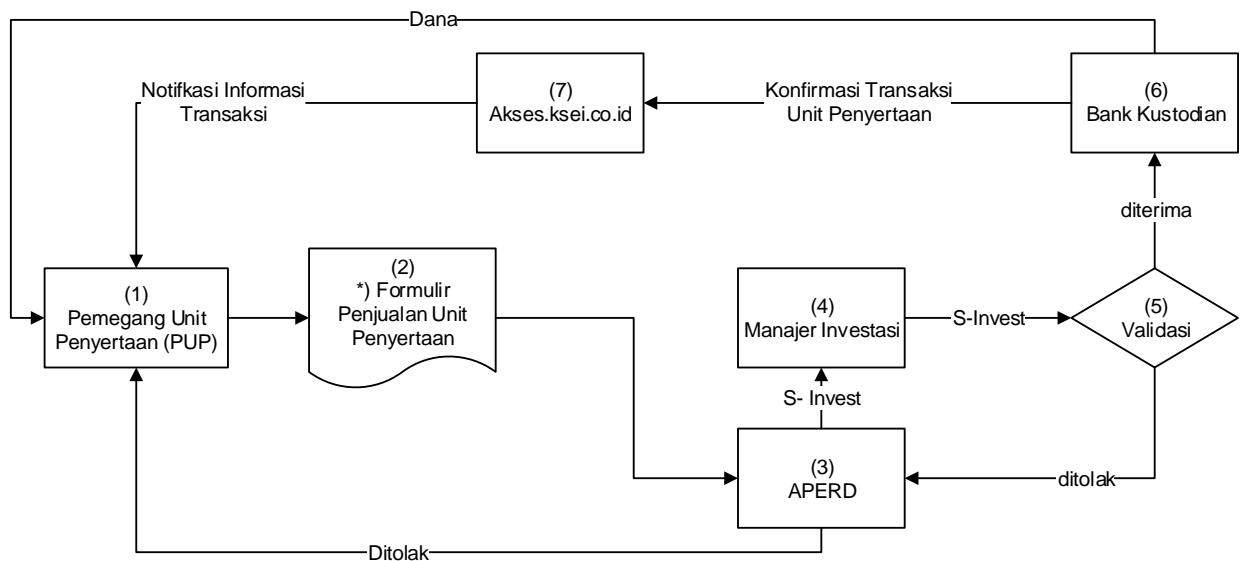 Dana
Notifkasi Informasi
Transaksi
(7)
Akses.ksei.co.id
Konfirmasi Transaksi
Unit Penyertaan
(6)
Bank Kustodian
diterima
(1)
Pemegang Unit
Penyertaan (PUP)
(2)
*) Formulir
Penjualan Unit
Penyertaan
(4)
Manajer Investasi
S-Invest
(5)
Validasi
S- Invest
(3)
APERD
ditolak
Ditolak